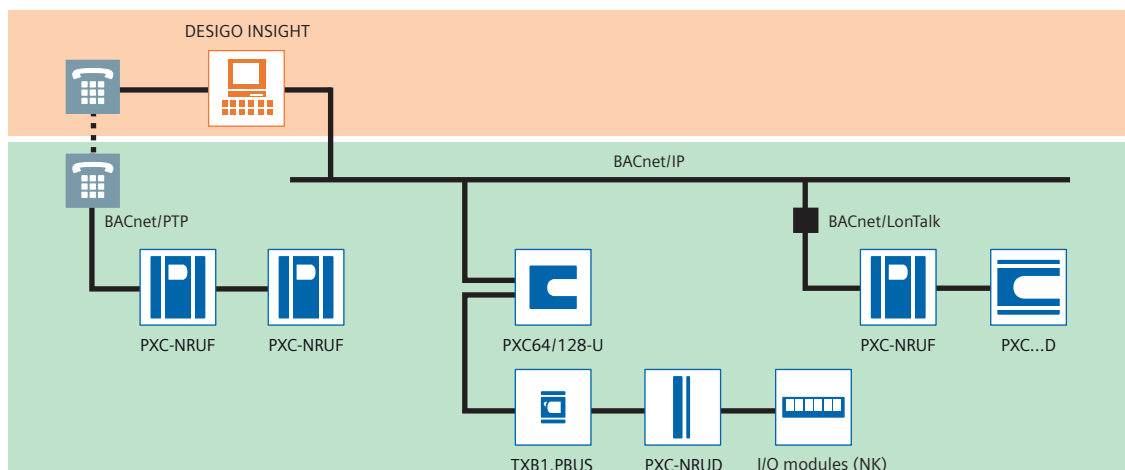 DESIGO INSIGHT
BACnet/IP
BACnet/PTP
BACnet/LonTalk
PXC-NRUF
PXC-NRUF
PXC64/128-U
PXC-NRUF
PXC...D
TXB1.PBUS
PXC-NRUD
I/O modules (NK)